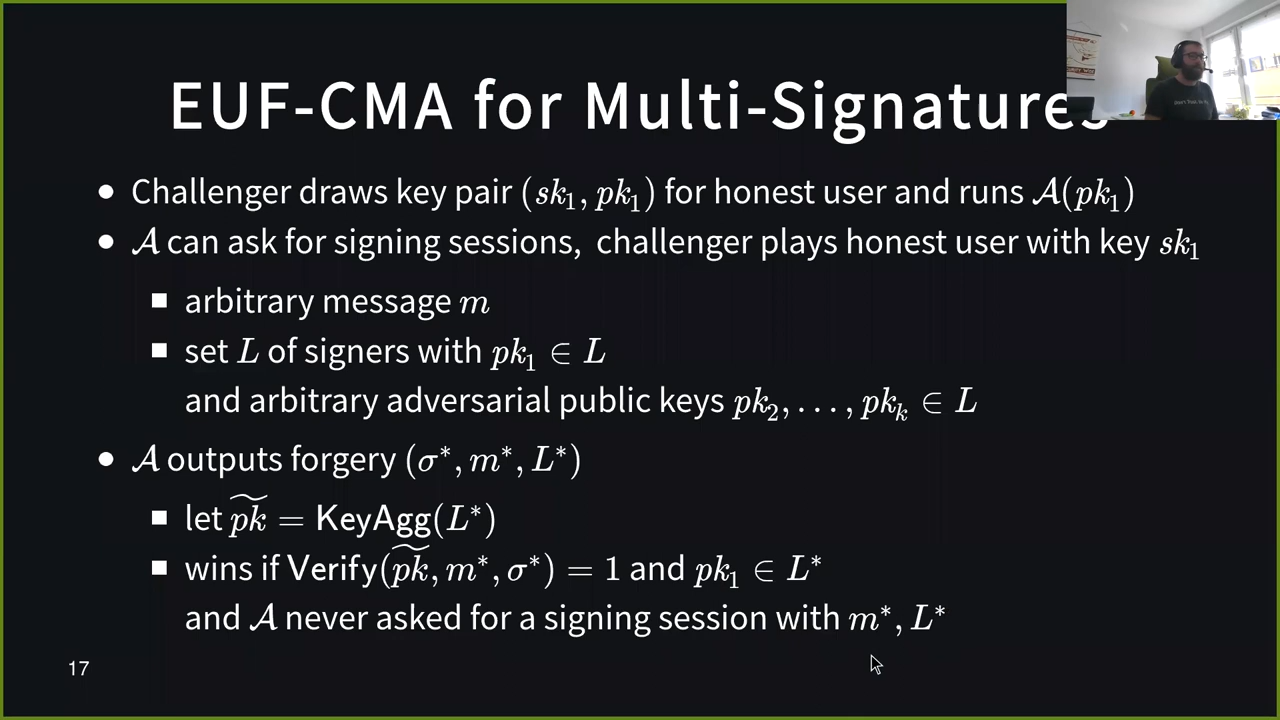 EUF-CMA for Multi-Signatures
• Challenger draws key pair (sk₁, pk₁) for honest user and runs 𝒜(pk₁)
• 𝒜 can ask for signing sessions, challenger plays honest user with key sk₁
▪ arbitrary message m
▪ set L of signers with pk₁ ∈ L
and arbitrary adversarial public keys pk₂, …, pkₖ ∈ L
• 𝒜 outputs forgery (σ*, m*, L*)
▪ let p͠k = KeyAgg(L*)
▪ wins if Verify(p͠k, m*, σ*) = 1 and pk₁ ∈ L*
and 𝒜 never asked for a signing session with m*, L*
17